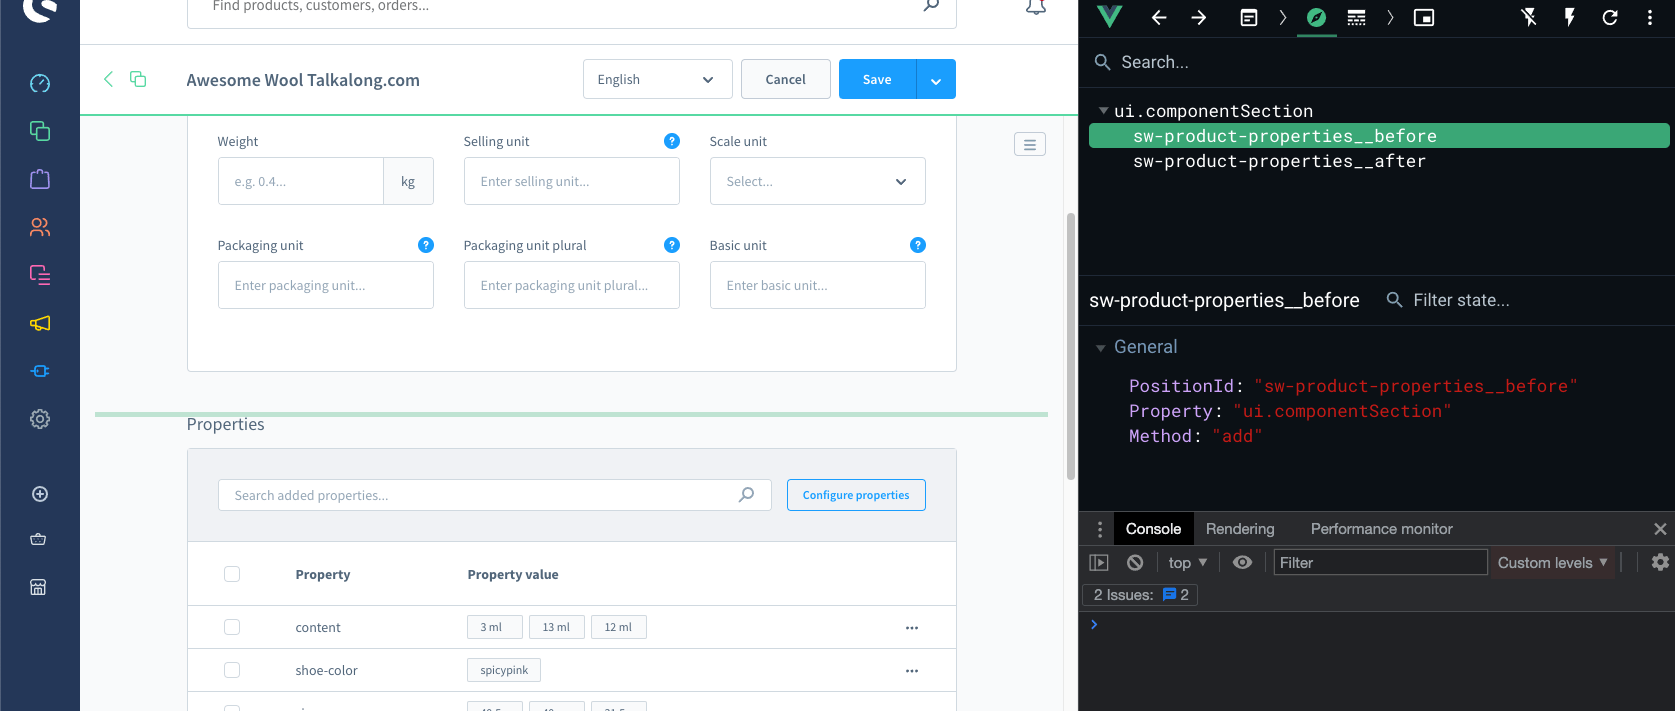 Find products, customers, orders...
Awesome Wool Talkalong.com
English
Cancel
Save
Weight
Selling unit
?
Scale unit
e.g. 0.4...
kg
Enter selling unit...
Select...
Packaging unit
?
Packaging unit plural
?
Basic unit
?
Enter packaging unit...
Enter packaging unit plural...
Enter basic unit...
Properties
Search added properties...
Configure properties
Property
Property value
content
3 ml
13 ml
12 ml
shoe-color
spicypink
Search...
ui.componentSection
sw-product-properties__before
sw-product-properties__after
sw-product-properties__before
Filter state...
General
PositionId: "sw-product-properties__before"
Property: "ui.componentSection"
Method: "add"
Console
Rendering
Performance monitor
top
Filter
Custom levels
2 Issues:
2